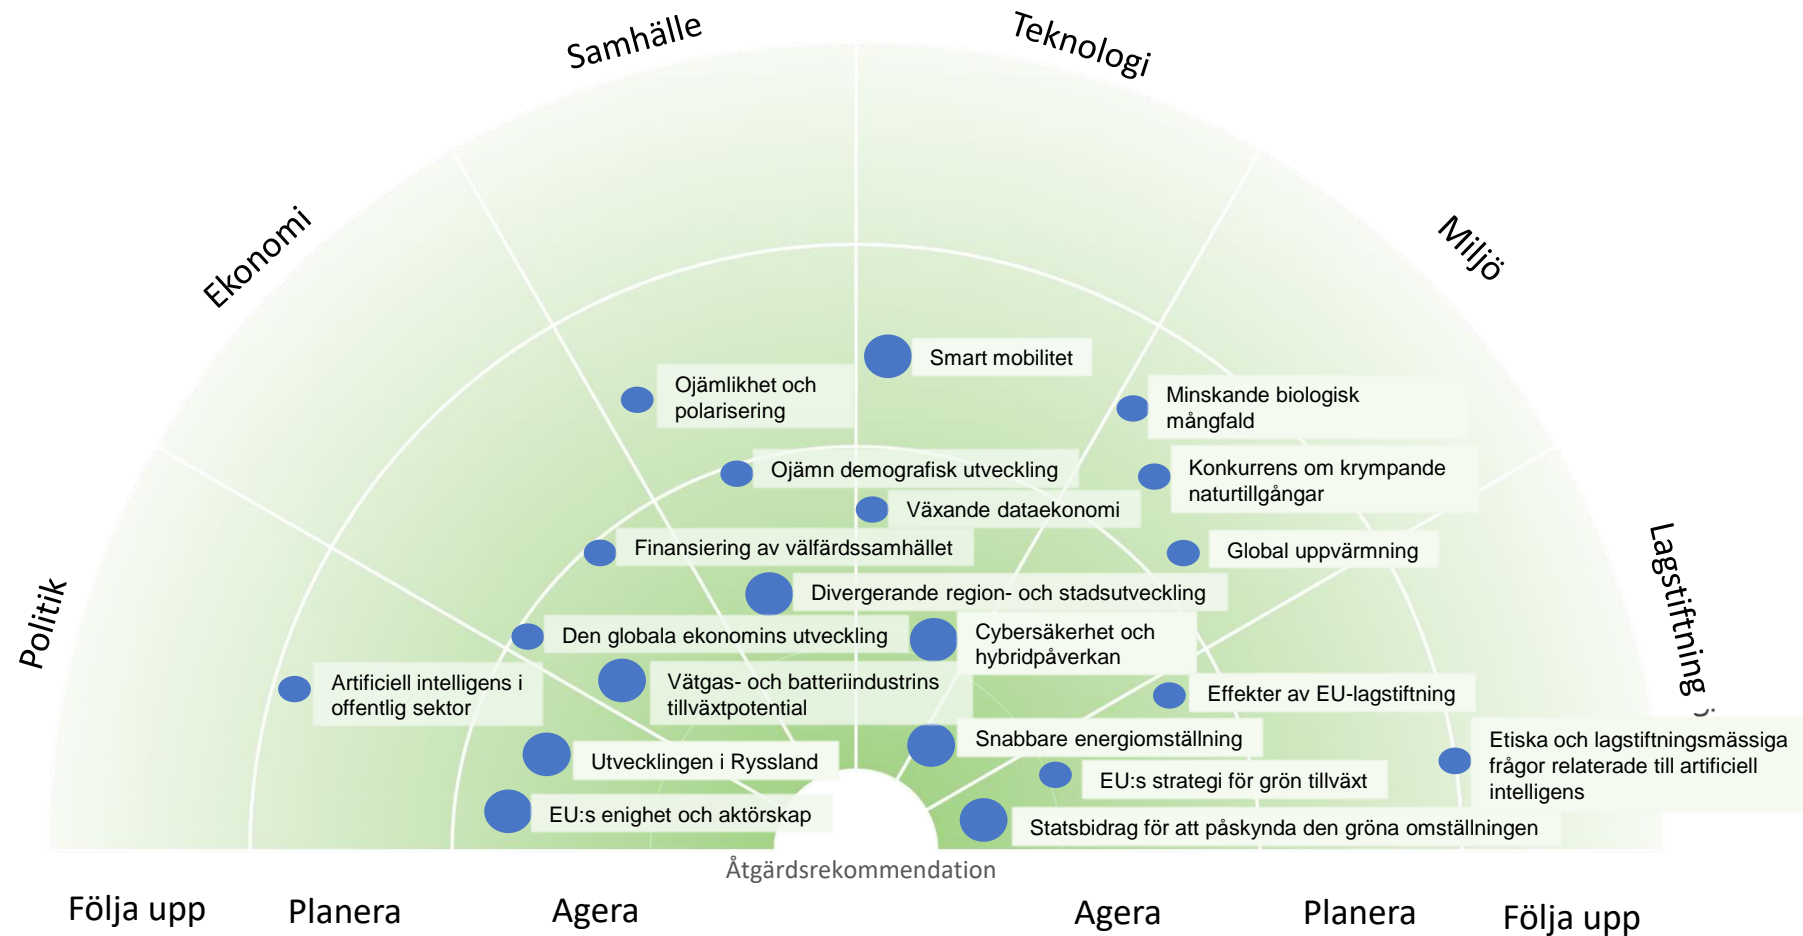 Samhälle
Teknologi
Ekonomi
Miljö
Politik
Lagstiftning
Smart mobilitet
Ojämlikhet och
polarisering
Minskande biologisk
mångfald
Ojämn demografisk utveckling
Konkurrens om krympande
naturtillgångar
Växande dataekonomi
Finansiering av välfärdssamhället
Global uppvärmning
Divergerande region- och stadsutveckling
Den globala ekonomins utveckling
Cybersäkerhet och
hybridpåverkan
Artificiell intelligens i
offentlig sektor
Vätgas- och batteriindustrins
tillväxtpotential
Effekter av EU-lagstiftning
Utvecklingen i Ryssland
Snabbare energiomställning
Etiska och lagstiftningsmässiga
frågor relaterade till artificiell
intelligens
EU:s strategi för grön tillväxt
EU:s enighet och aktörskap
Statsbidrag för att påskynda den gröna omställningen
Åtgärdsrekommendation
Följa upp
Planera
Agera
Agera
Planera
Följa upp